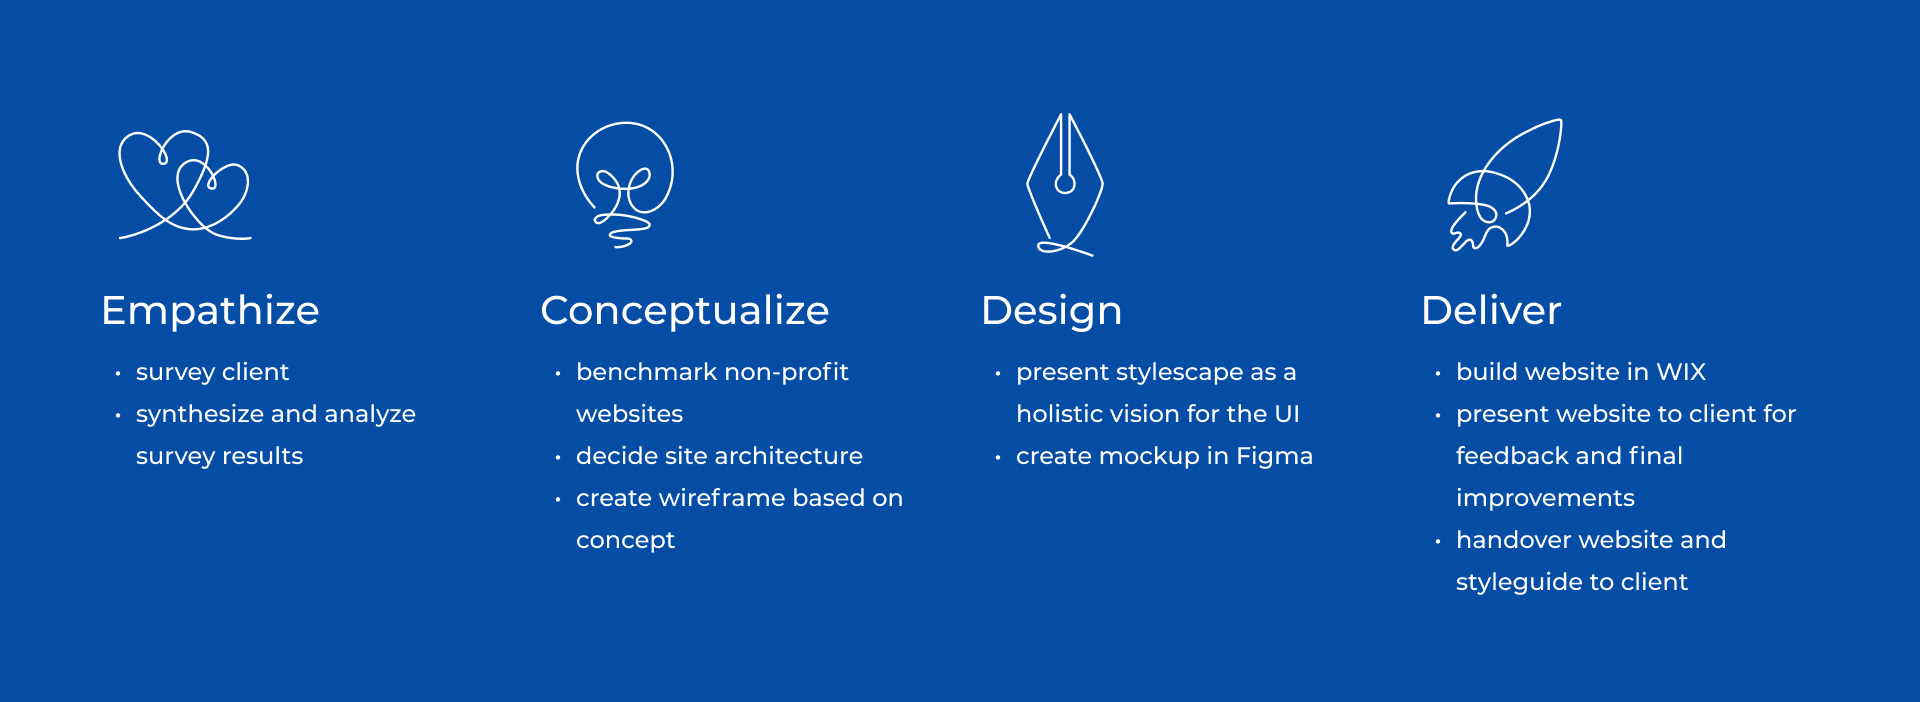 Empathize
• survey client
• synthesize and analyze
survey results
Conceptualize
• benchmark non-profit
websites
• decide site architecture
• create wireframe based on
concept
Design
• present stylescape as a
holistic vision for the UI
• create mockup in Figma
Deliver
• build website in WIX
• present website to client for
feedback and final
improvements
• handover website and
styleguide to client